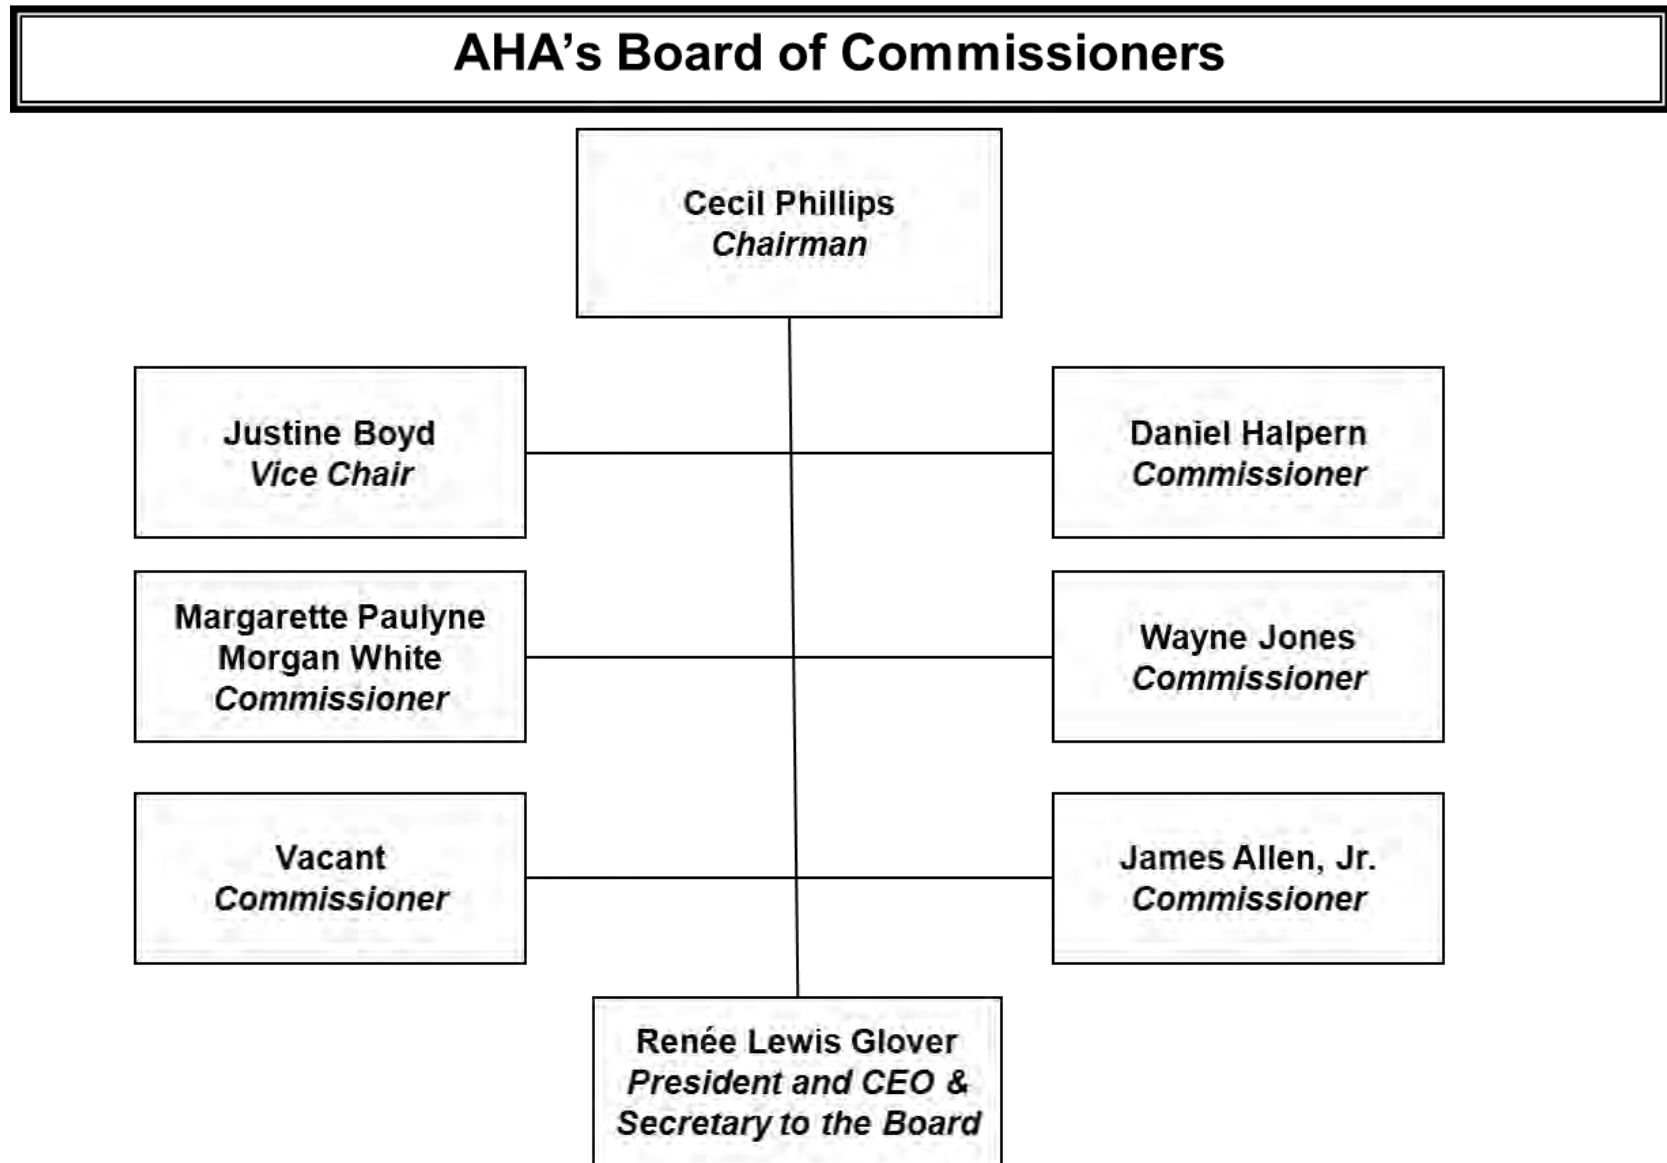 AHA's Board of Commissioners
Cecil Phillips
Chairman
Justine Boyd
Vice Chair
Daniel Halpern
Commissioner
Margarette Paulyne
Morgan White
Commissioner
Wayne Jones
Commissioner
Vacant
Commissioner
James Allen, Jr.
Commissioner
Renée Lewis Glover
President and CEO &
Secretary to the Board